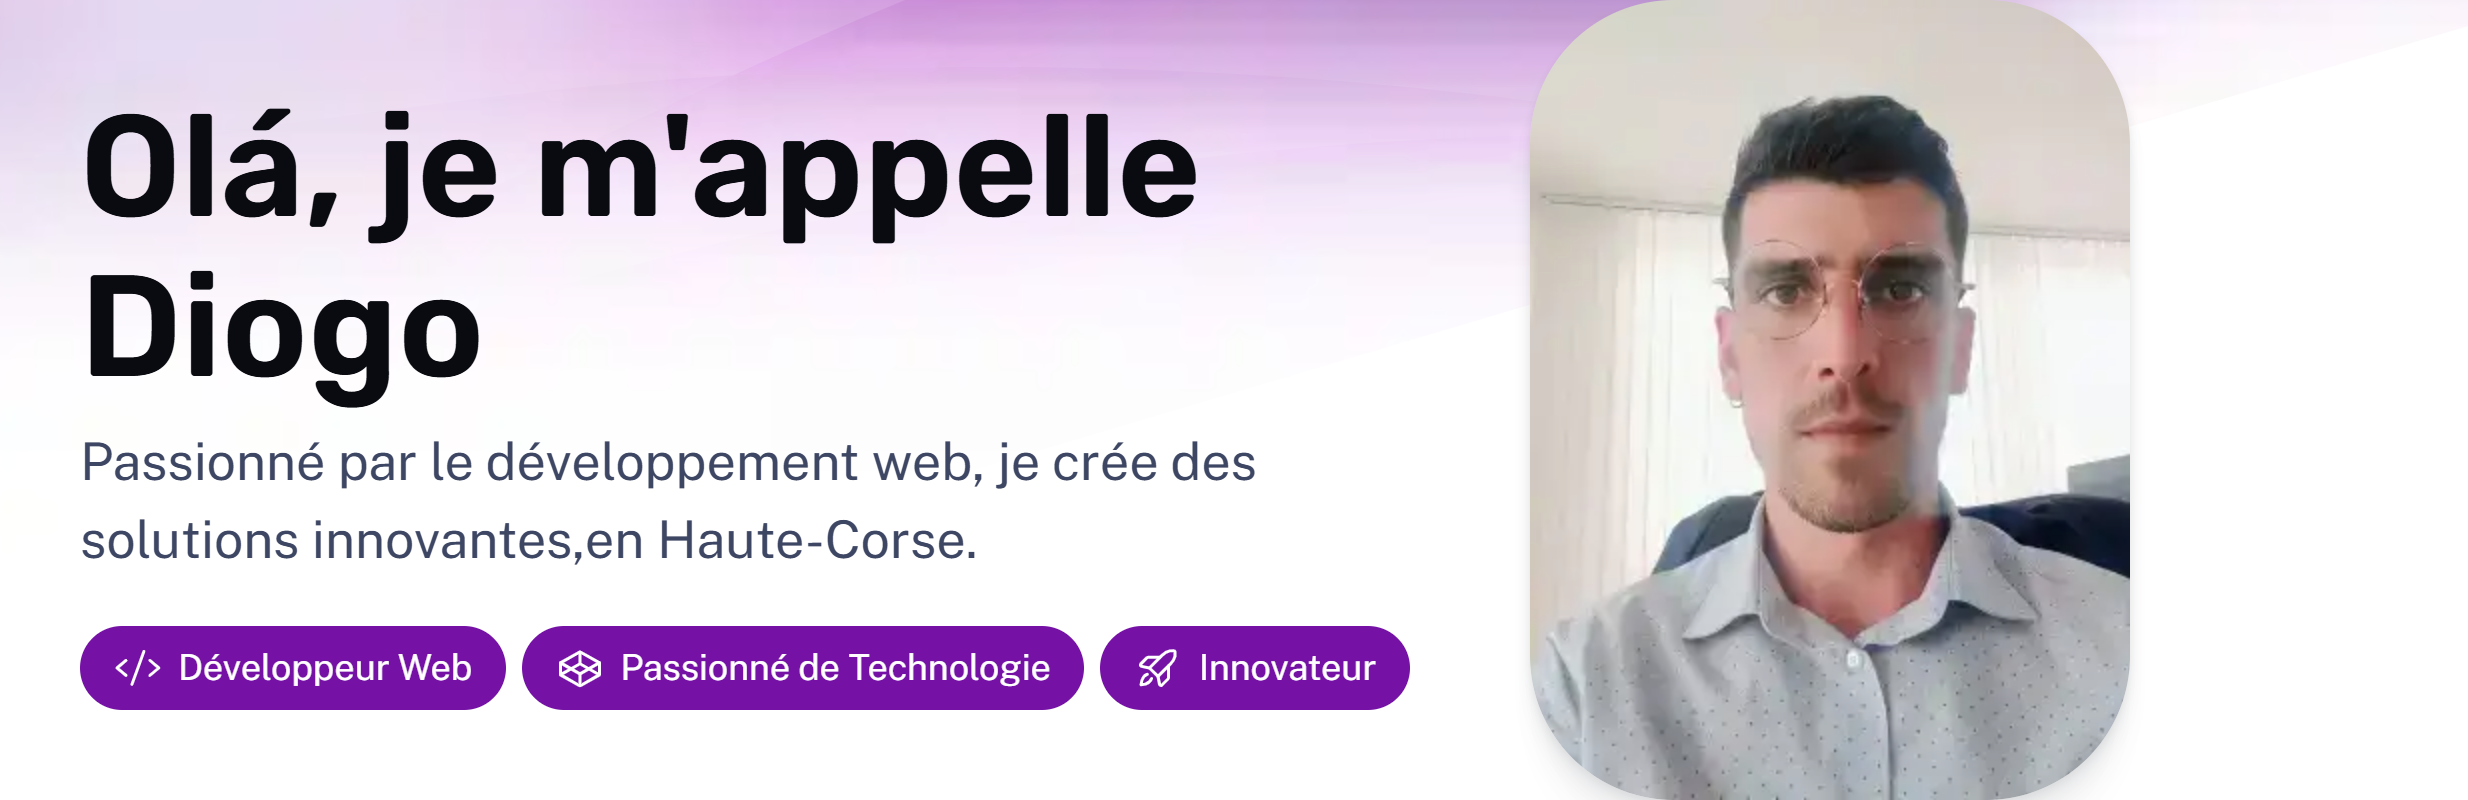 Olá, je m'appelle
Diogo
Passionné par le développement web, je crée des
solutions innovantes,en Haute-Corse.
Développeur Web
Passionné de Technologie
Innovateur